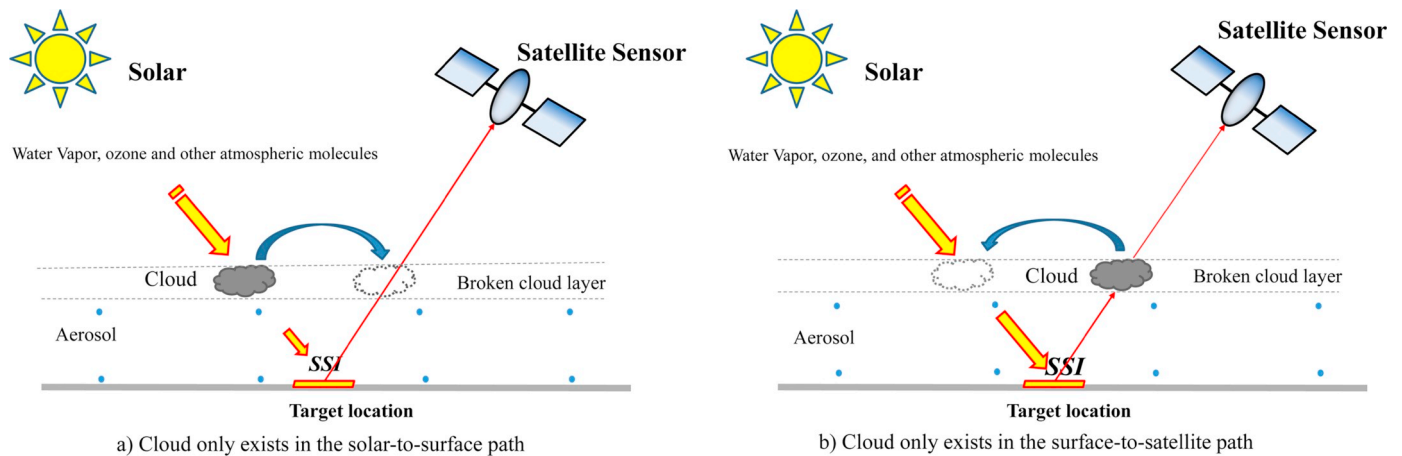 Solar
Satellite Sensor
Water Vapor, ozone and other atmospheric molecules
Cloud
Broken cloud layer
Aerosol
SSI
Target location
a) Cloud only exists in the solar-to-surface path
Solar
Satellite Sensor
Water Vapor, ozone, and other atmospheric molecules
Cloud
Broken cloud layer
Aerosol
SSI
Target location
b) Cloud only exists in the surface-to-satellite path